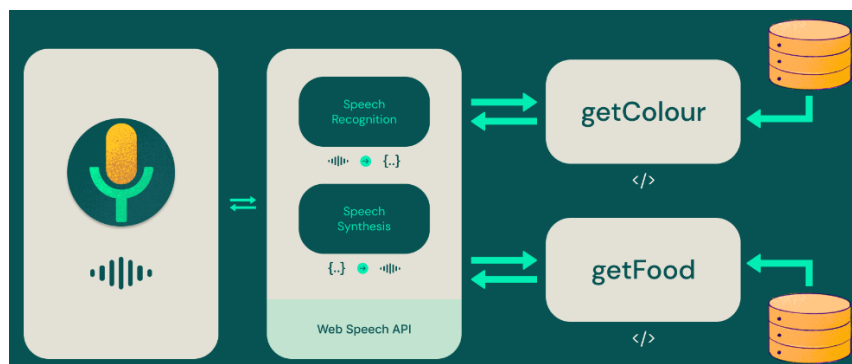 Speech
Recognition
{..}
Speech
Synthesis
{..}
Web Speech API
getColour
</>
getFood
</>